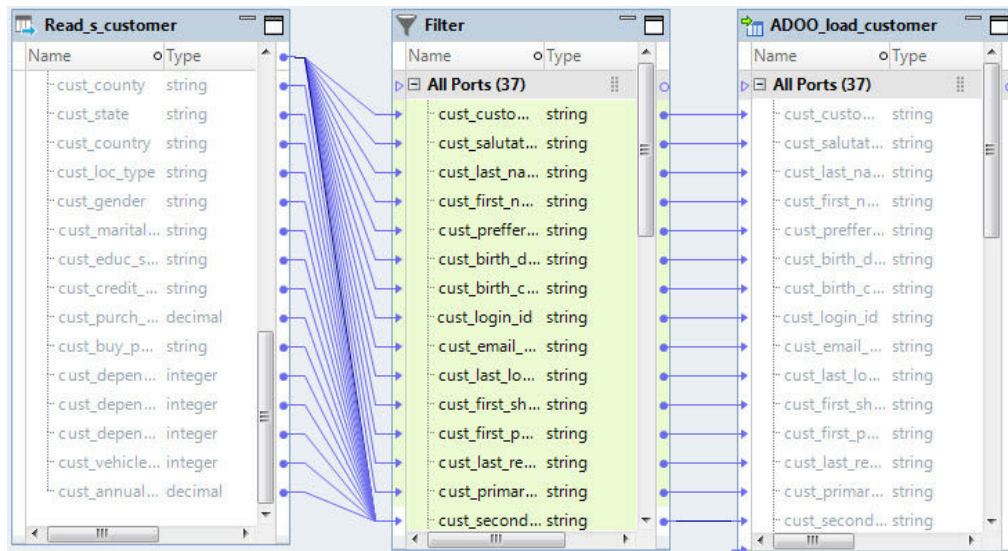 Read_s_customer
Name Type
cust_county string
cust_state string
cust_country string
cust_loc_type string
cust_gender string
cust_marital... string
cust_educ_s... string
cust_credit_... string
cust_purch_... decimal
cust_buy_p... string
cust_depen... integer
cust_depen... integer
cust_depen... integer
cust_vehicle... integer
cust_annual... decimal
Filter
Name Type
All Ports (37)
cust_custo... string
cust_salutat... string
cust_last_na... string
cust_first_n... string
cust_preffer... string
cust_birth_d... string
cust_birth_c... string
cust_login_id string
cust_email_... string
cust_last_lo... string
cust_first_sh... string
cust_first_p... string
cust_last_re... string
cust_primar... string
cust_second... string
ADOO_load_customer
Name Type
All Ports (37)
cust_custo... string
cust_salutat... string
cust_last_na... string
cust_first_n... string
cust_preffer... string
cust_birth_d... string
cust_birth_c... string
cust_login_id string
cust_email_... string
cust_last_lo... string
cust_first_sh... string
cust_first_p... string
cust_last_re... string
cust_primar... string
cust_second... string